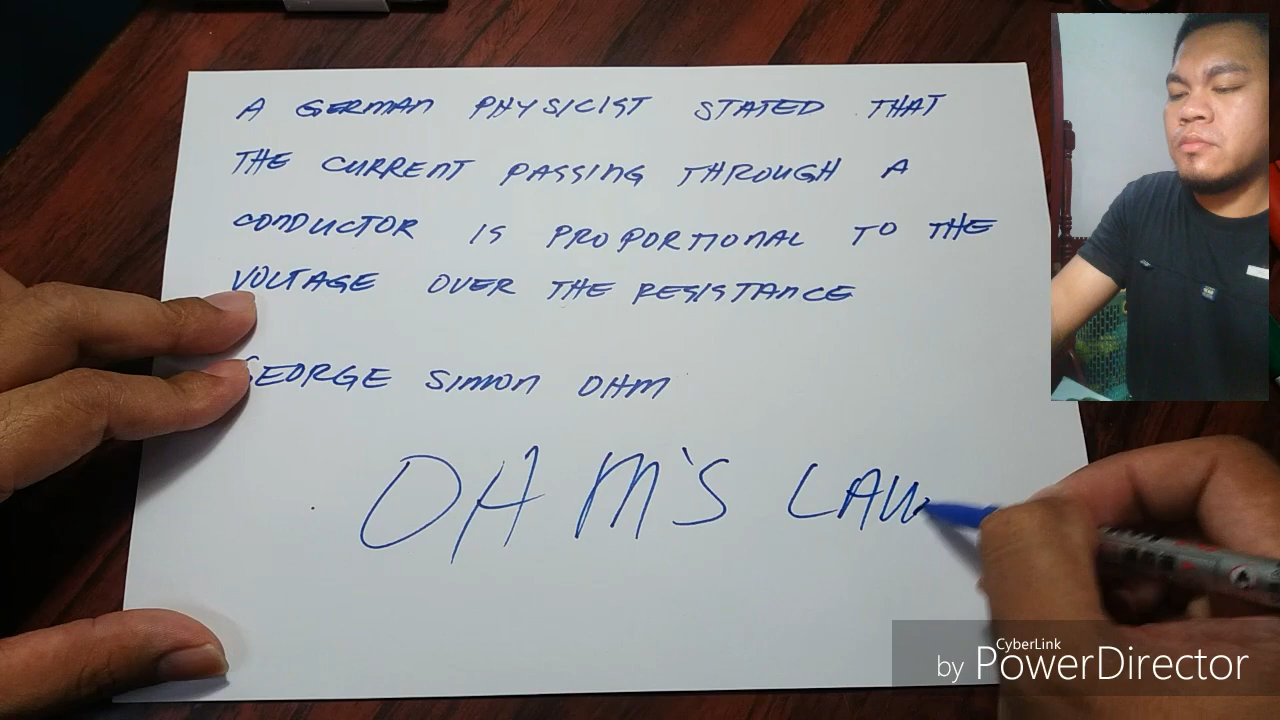 A GERMAN PHYSICIST STATED THAT
THE CURRENT PASSING THROUGH A
CONDUCTOR IS PROPORTIONAL TO THE
VOLTAGE OVER THE RESISTANCE
GEORGE SIMON OHM
OHM'S LAW
CyberLink
by PowerDirector